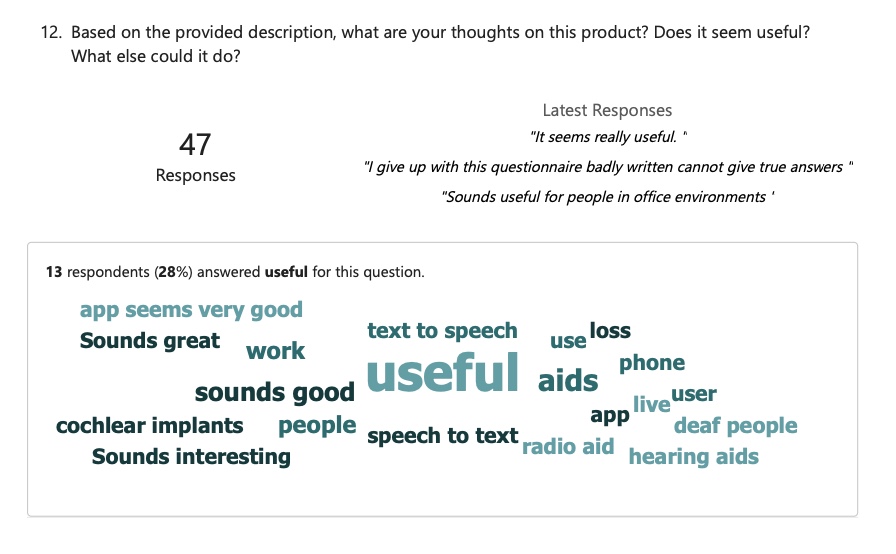 12. Based on the provided description, what are your thoughts on this product? Does it seem useful?
What else could it do?
47
Responses
Latest Responses
"It seems really useful. "
"I give up with this questionnaire badly written cannot give true answers "
"Sounds useful for people in office environments '
13 respondents (28%) answered useful for this question.
app seems very good
Sounds great
work
text to speech
use
loss
useful
phone
sounds good
aids
user
live
app
cochlear implants
people
speech to text
deaf people
radio aid
Sounds interesting
hearing aids